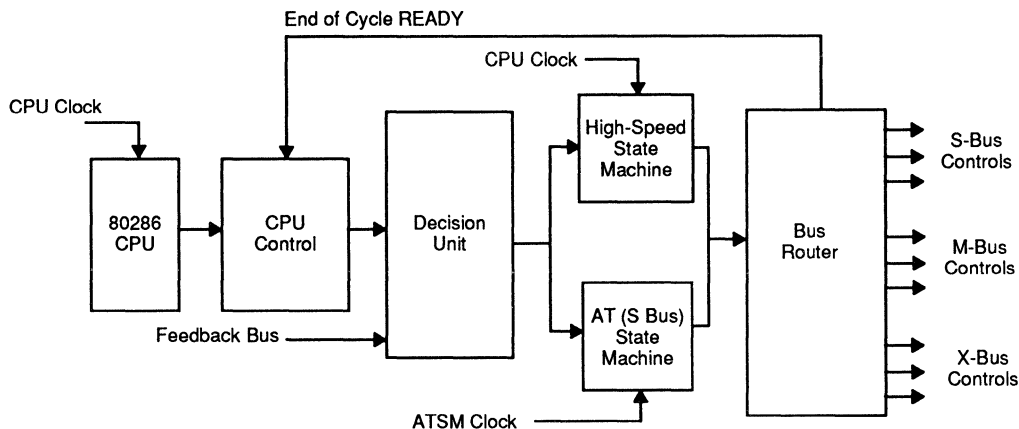 End of Cycle READY
CPU Clock
CPU Clock
80286
CPU
CPU
Control
Decision
Unit
High-Speed
State
Machine
AT (S Bus)
State
Machine
Bus
Router
S-Bus
Controls
M-Bus
Controls
X-Bus
Controls
Feedback Bus
ATSM Clock